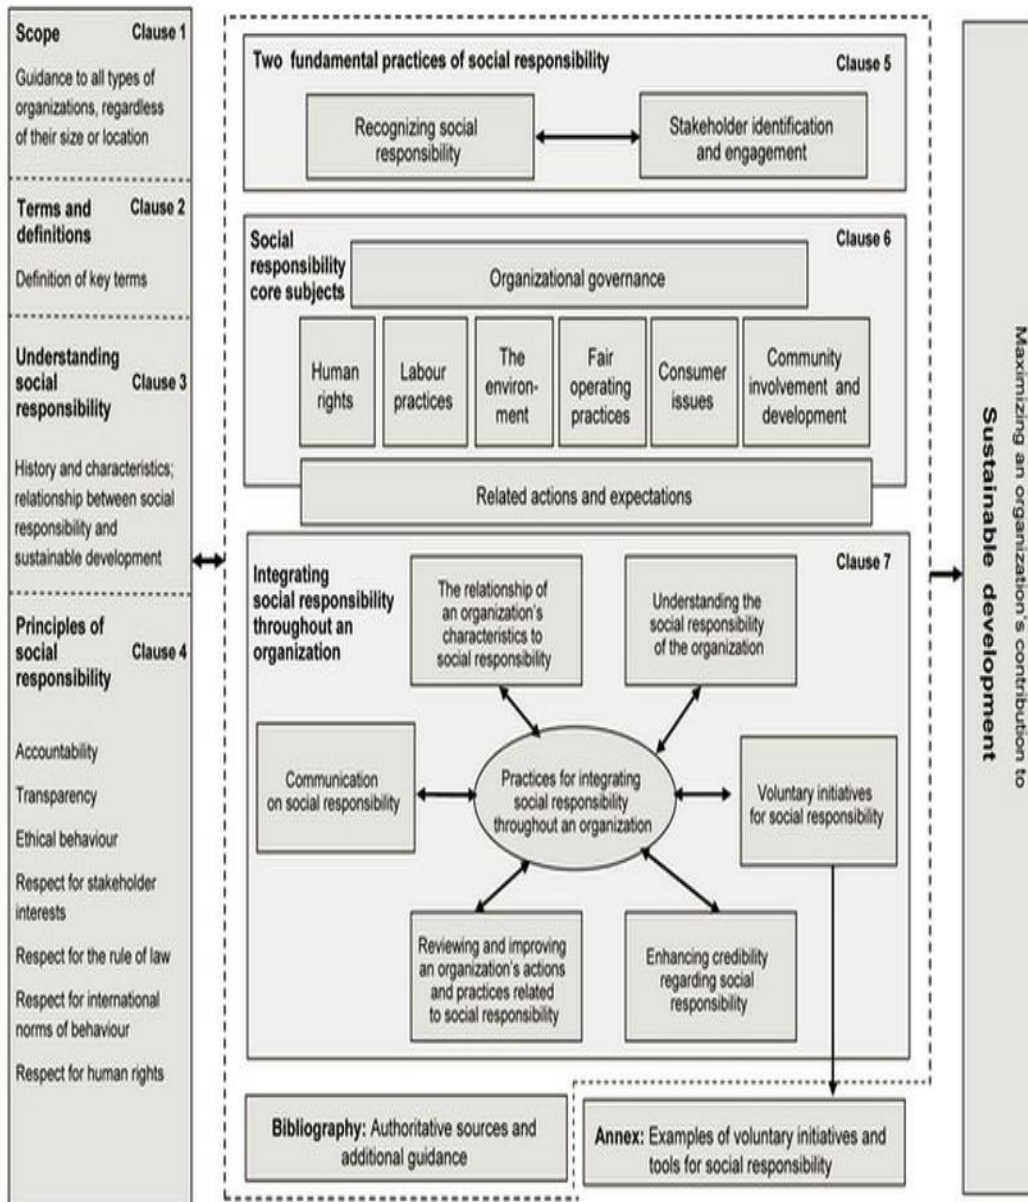 Scope Clause 1
Guidance to all types of
organizations, regardless
of their size or location
Terms and Clause 2
definitions
Definition of key terms
Understanding
social Clause 3
responsibility
History and characteristics;
relationship between social
responsibility and
sustainable development
Principles of
social Clause 4
responsibility
Accountability
Transparency
Ethical behaviour
Respect for stakeholder
interests
Respect for the rule of law
Respect for international
norms of behaviour
Respect for human rights
Two fundamental practices of social responsibility Clause 5
Recognizing social
responsibility
Stakeholder identification
and engagement
Social Clause 6
responsibility
core subjects
Organizational governance
Human
rights
Labour
practices
The
environ-
ment
Fair
operating
practices
Consumer
issues
Community
involvement and
development
Related actions and expectations
Integrating Clause 7
social responsibility
throughout an
organization
The relationship of
an organization's
characteristics to
social responsibility
Understanding the
social responsibility
of the organization
Communication
on social responsibility
Practices for integrating
social responsibility
throughout an organization
Voluntary initiatives
for social responsibility
Reviewing and improving
an organization's actions
and practices related
to social responsibility
Enhancing credibility
regarding social
responsibility
Bibliography: Authoritative sources and
additional guidance
Annex: Examples of voluntary initiatives and
tools for social responsibility
Maximizing an organization's contribution to
Sustainable development